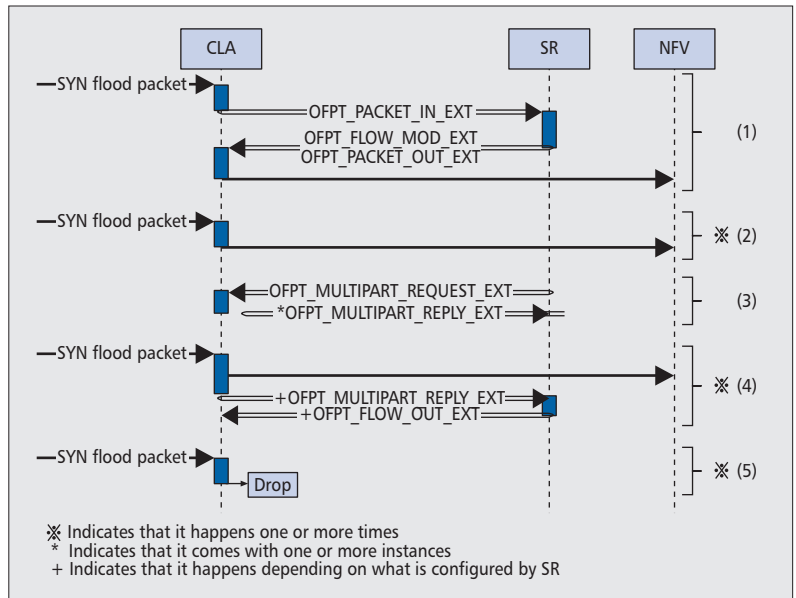 CLA SR NFV
SYN flood packet
OFPT_PACKET_IN_EXT
OFPT_FLOW_MOD_EXT
(1)
OFPT_PACKET_OUT_EXT
SYN flood packet
※ (2)
OFPT_MULTIPART_REQUEST_EXT
(3)
*OFPT_MULTIPART_REPLY_EXT
SYN flood packet
※ (4)
+OFPT_MULTIPART_REPLY_EXT
+OFPT_FLOW_OUT_EXT
SYN flood packet
※ (5)
Drop
※ Indicates that it happens one or more times
* Indicates that it comes with one or more instances
+ Indicates that it happens depending on what is configured by SR